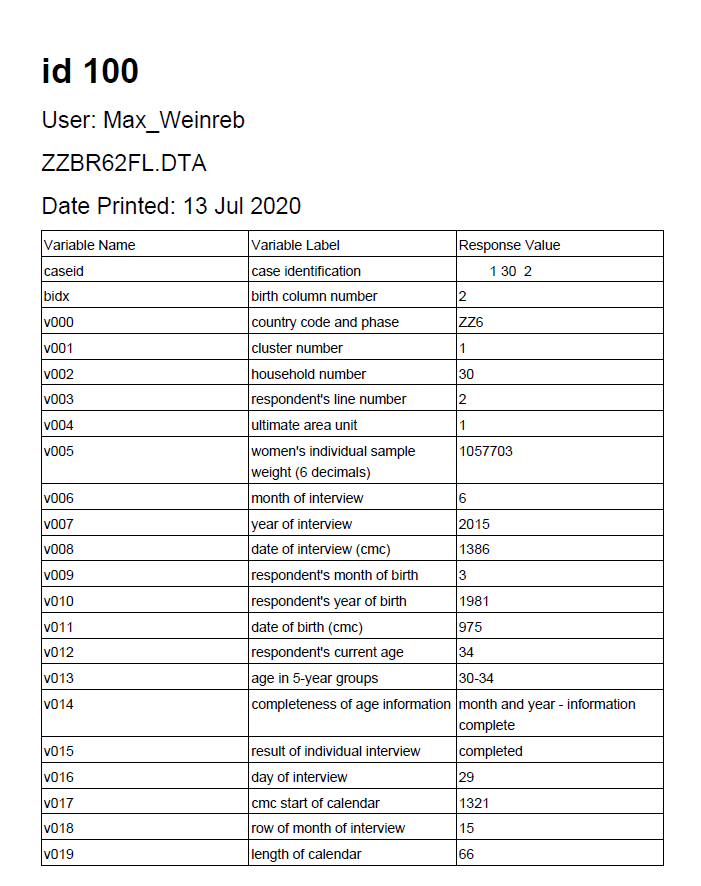 id 100
User: Max_Weinreb
ZZBR62FL.DTA
Date Printed: 13 Jul 2020
Variable Name Variable Label Response Value
caseid case identification 1 30 2
bidx birth column number 2
v000 country code and phase ZZ6
v001 cluster number 1
v002 household number 30
v003 respondent's line number 2
v004 ultimate area unit 1
v005 women's individual sample 1057703
weight (6 decimals)
v006 month of interview 6
v007 year of interview 2015
v008 date of interview (cmc) 1386
v009 respondent's month of birth 3
v010 respondent's year of birth 1981
v011 date of birth (cmc) 975
v012 respondent's current age 34
v013 age in 5-year groups 30-34
v014 completeness of age information month and year - information
complete
v015 result of individual interview completed
v016 day of interview 29
v017 cmc start of calendar 1321
v018 row of month of interview 15
v019 length of calendar 66